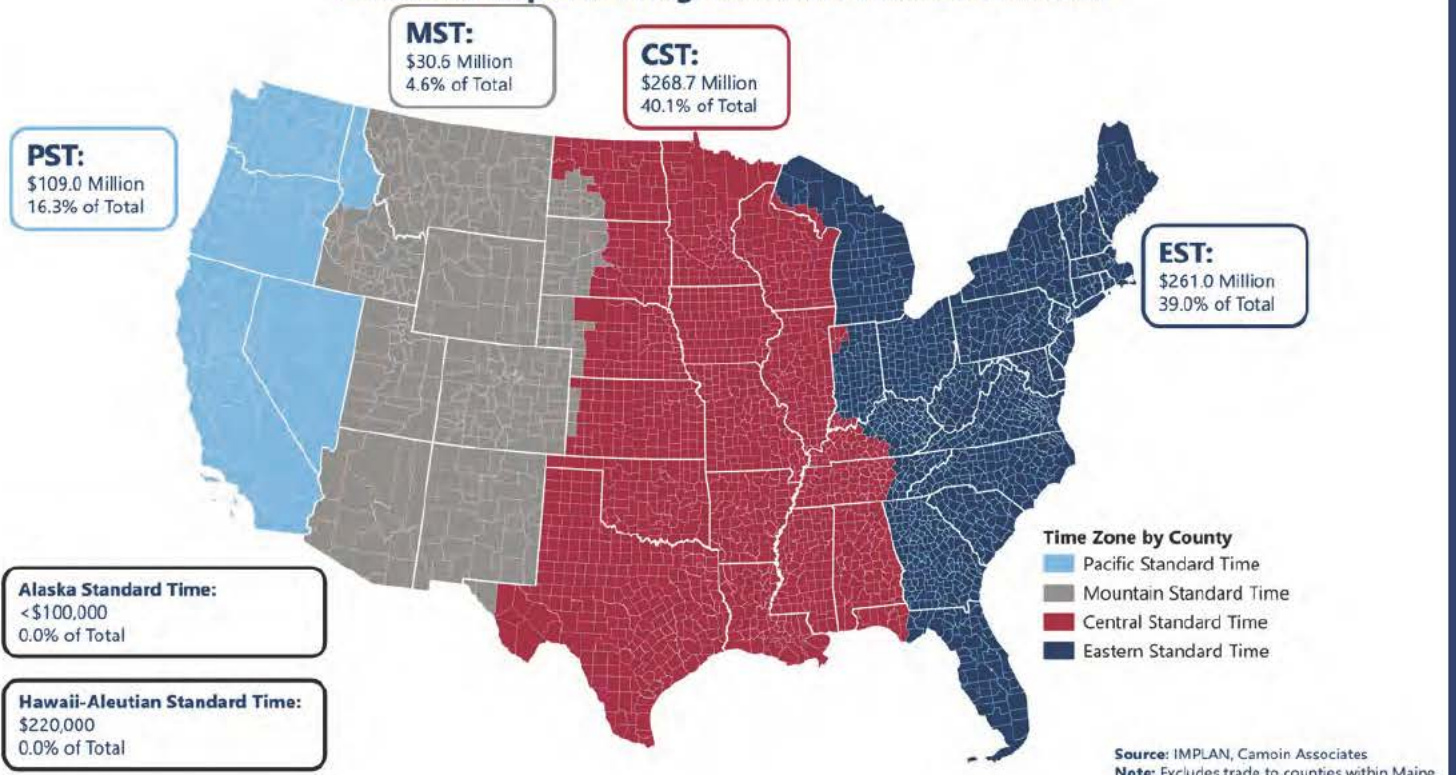 MST:
$30.6 Million
4.6% of Total
CST:
$268.7 Million
40.1% of Total
PST:
$109.0 Million
16.3% of Total
EST:
$261.0 Million
39.0% of Total
Time Zone by County
Pacific Standard Time
Mountain Standard Time
Central Standard Time
Eastern Standard Time
Alaska Standard Time:
<$100,000
0.0% of Total
Hawaii-Aleutian Standard Time:
$220,000
0.0% of Total
Source: IMPLAN, Camoin Associates
Note: Excludes trade to counties within Maine